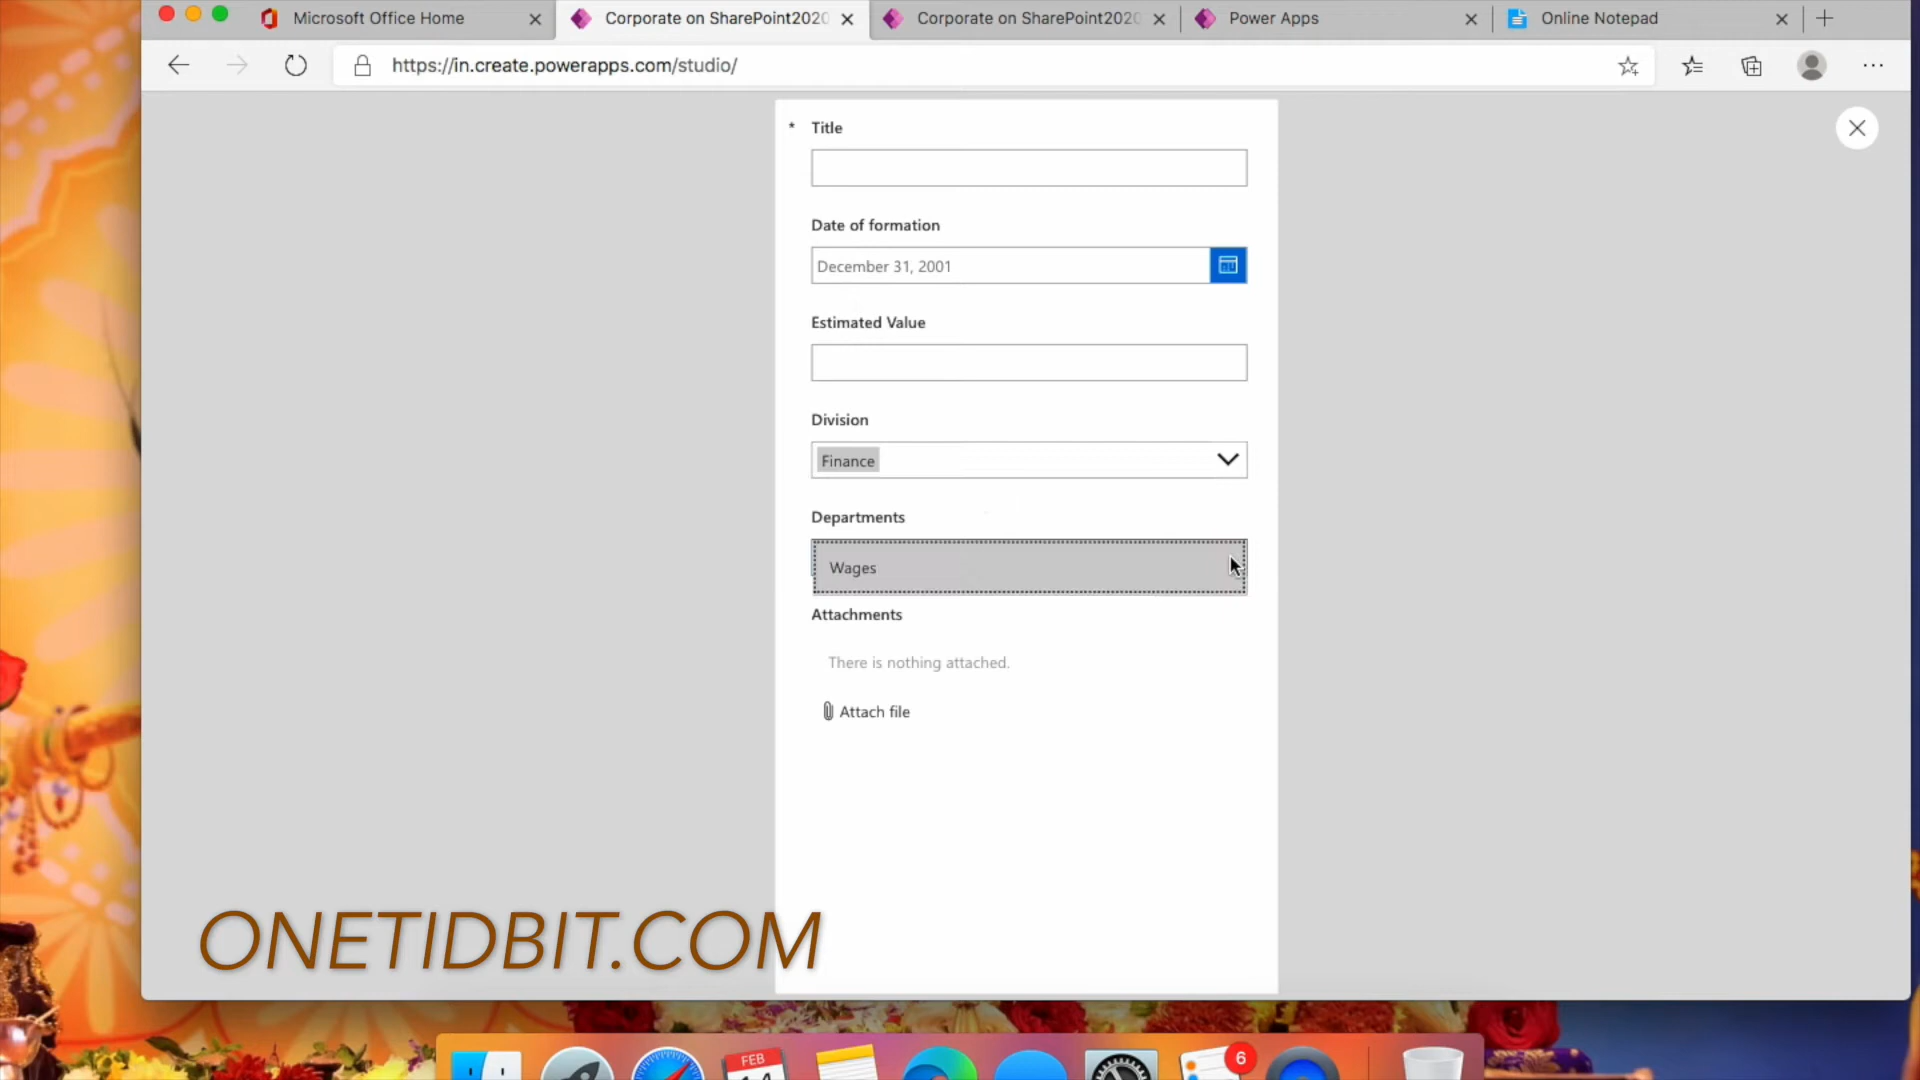 Microsoft Office Home
Corporate on SharePoint2020
Corporate on SharePoint2020
Power Apps
Online Notepad
https://in.create.powerapps.com/studio/
* Title
Date of formation
December 31, 2001
Estimated Value
Division
Finance
Departments
Wages
Attachments
There is nothing attached.
Attach file
ONETIDBIT.COM
FEB
6